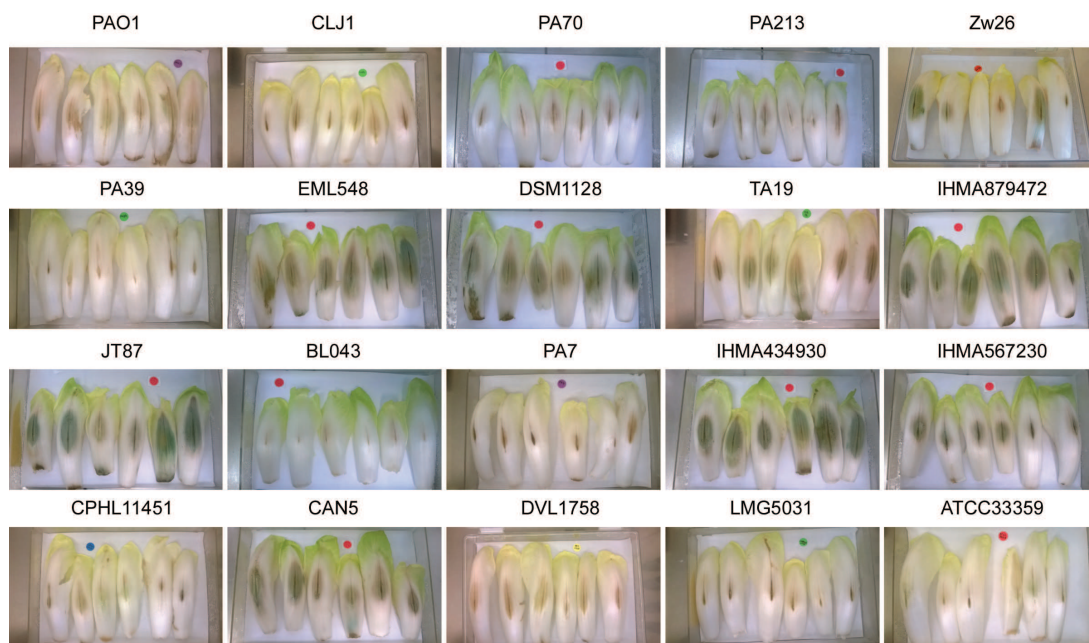 PAO1 CLJ1 PA70 PA213 Zw26
PA39 EML548 DSM1128 TA19 IHMA879472
JT87 BL043 PA7 IHMA434930 IHMA567230
CPHL11451 CAN5 DVL1758 LMG5031 ATCC33359